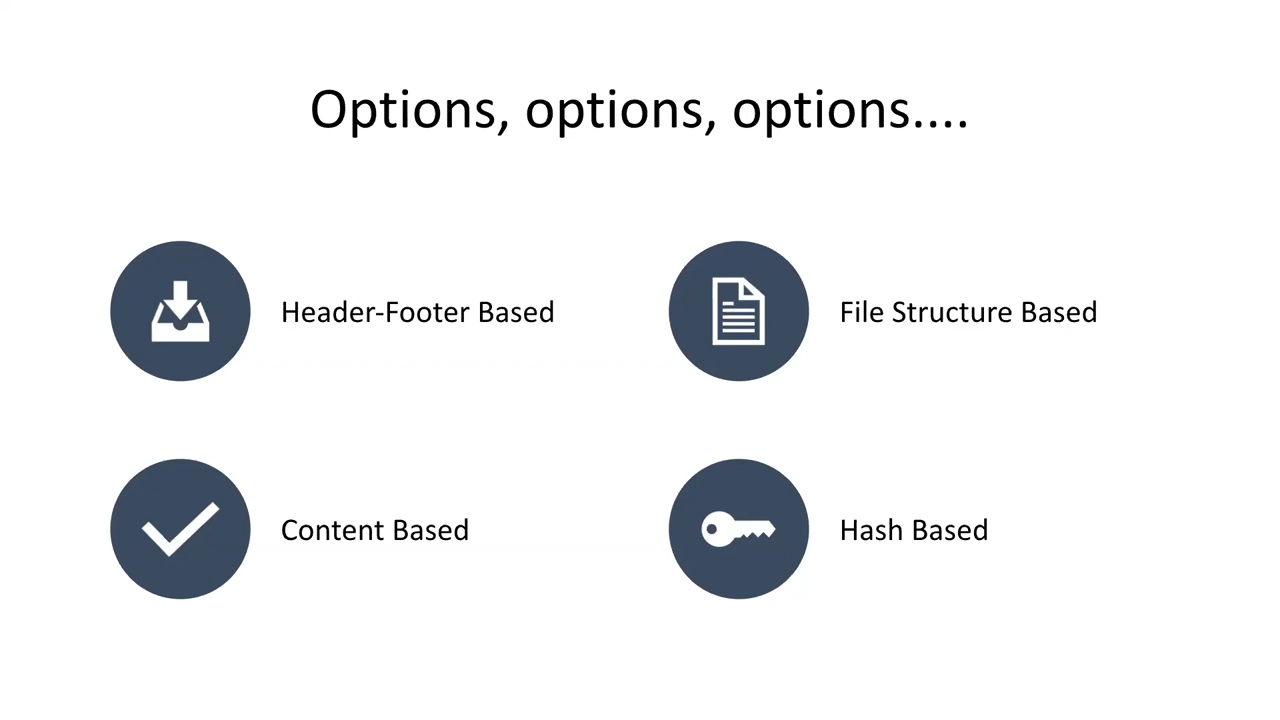 Options, options, options....
Header-Footer Based
File Structure Based
Content Based
Hash Based